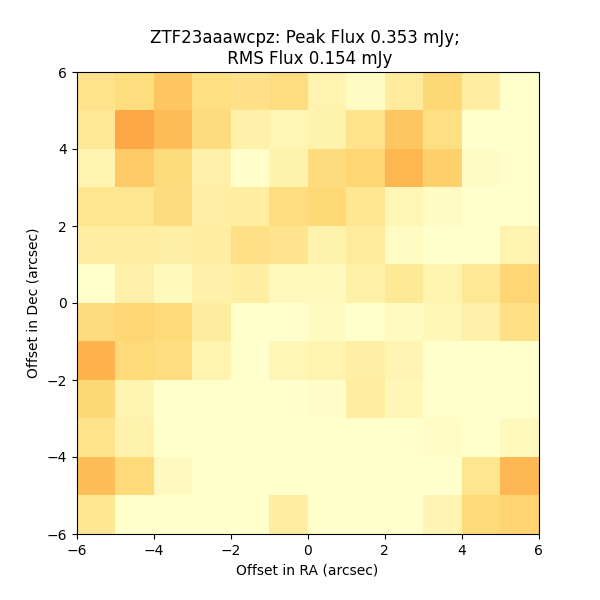 ZTF23aaawcpz: Peak Flux 0.353 mJy;
RMS Flux 0.154 mJy
6
4
2
0
−2
−4
−6
Offset in Dec (arcsec)
−6 −4 −2 0 2 4 6
Offset in RA (arcsec)